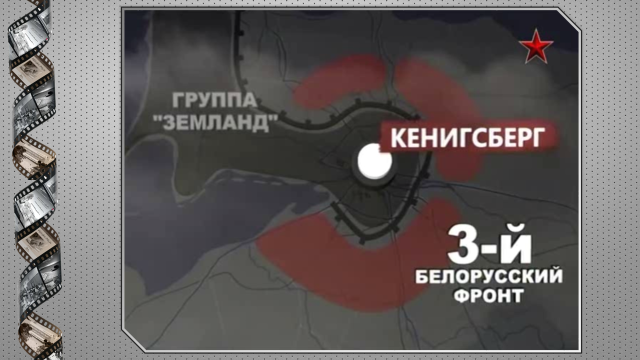 ГРУППА
"ЗЕМЛАНД"
КЕНИГСБЕРГ
3-й
БЕЛОРУССКИЙ
ФРОНТ